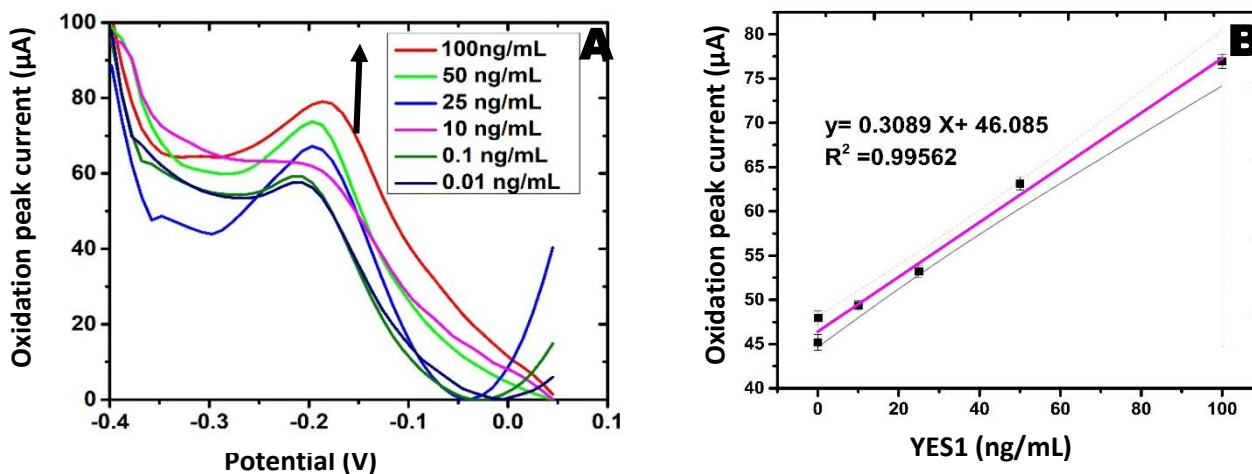 A
100
80
60
40
20
0
-0.4
-0.3
-0.2
-0.1
0.0
0.1
Oxidation peak current (µA)
Potential (V)
100ng/mL
50 ng/mL
25 ng/mL
10 ng/mL
0.1 ng/mL
0.01 ng/mL
B
80
75
70
65
60
55
50
45
40
0
20
40
60
80
100
Oxidation peak current (µA)
YES1 (ng/mL)
y= 0.3089 X+ 46.085
R² =0.99562